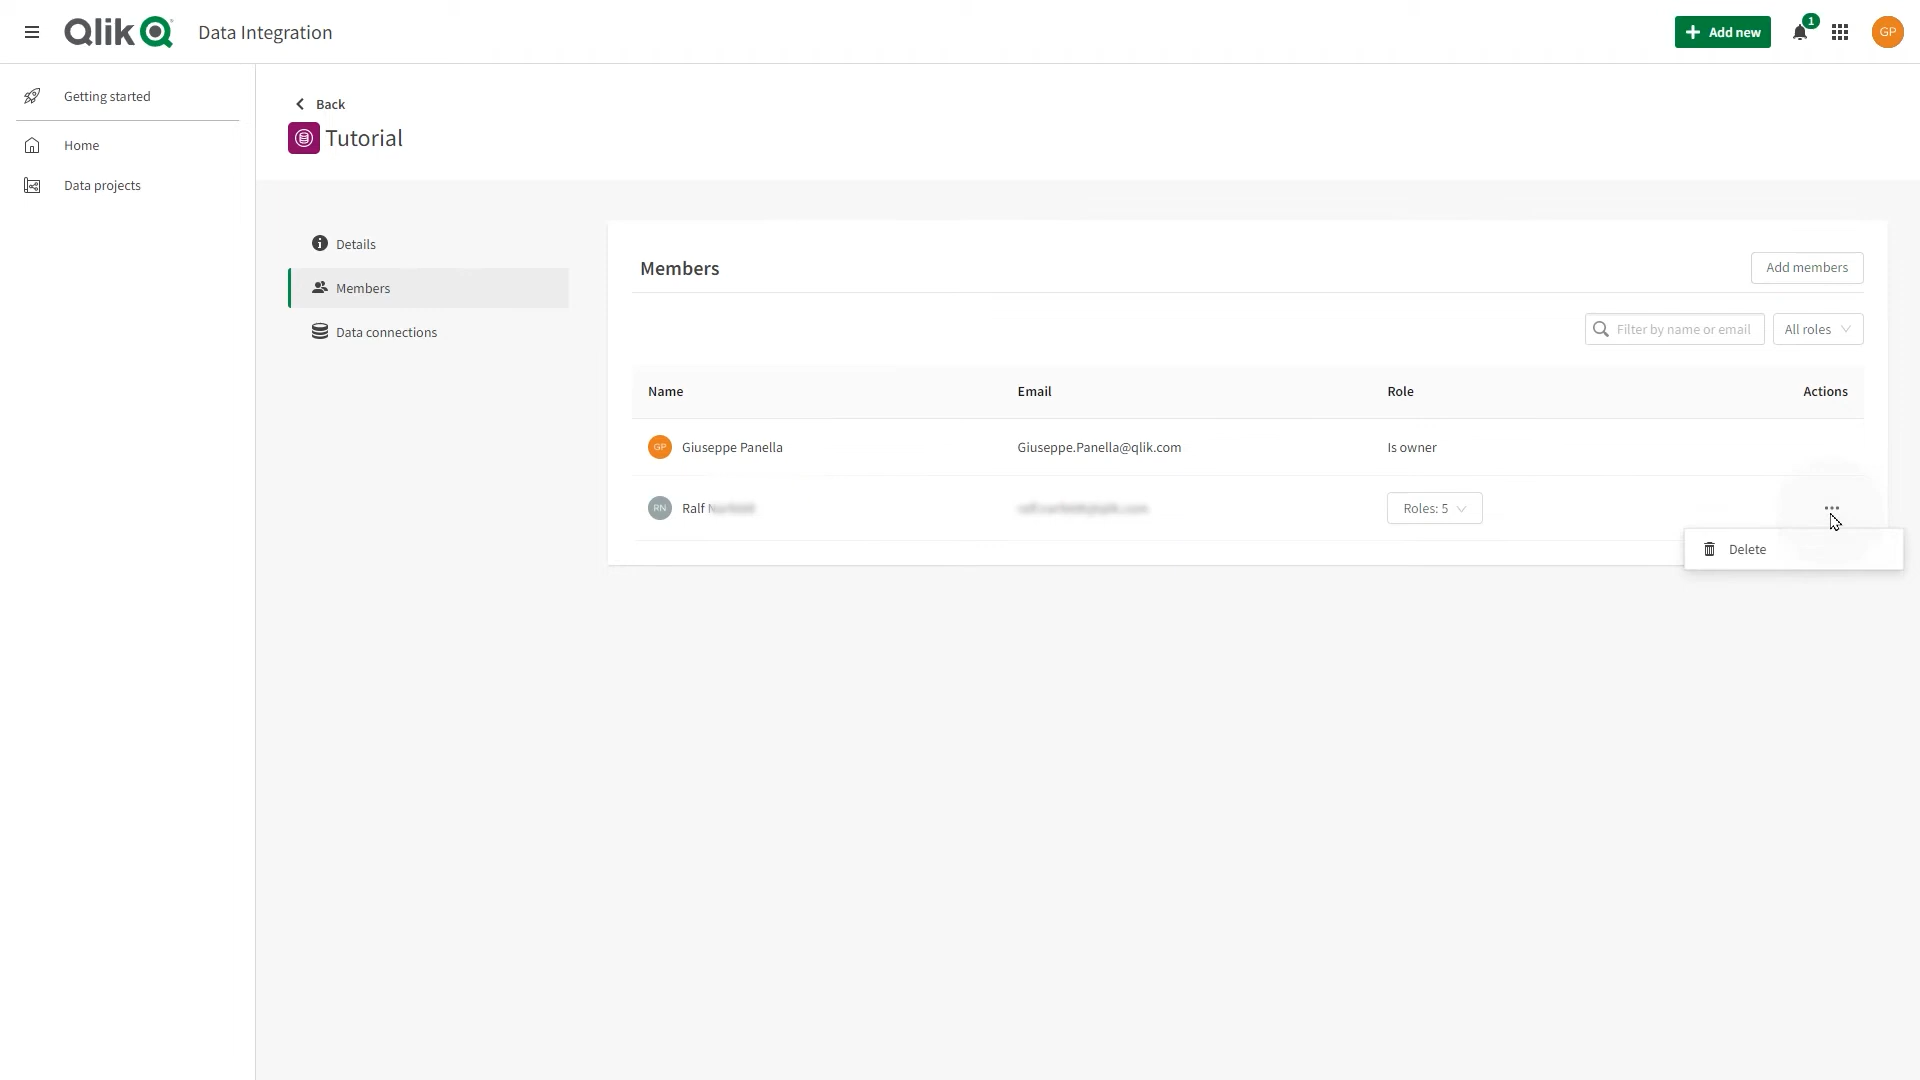 Qlik Data Integration
Add new
1
GP
Getting started
Home
Data projects
Back
Tutorial
Details
Members
Data connections
Members
Add members
Filter by name or email
All roles
Name Email Role Actions
GP Giuseppe Panella Giuseppe.Panella@qlik.com Is owner
RN Ralf Roles: 5
Delete